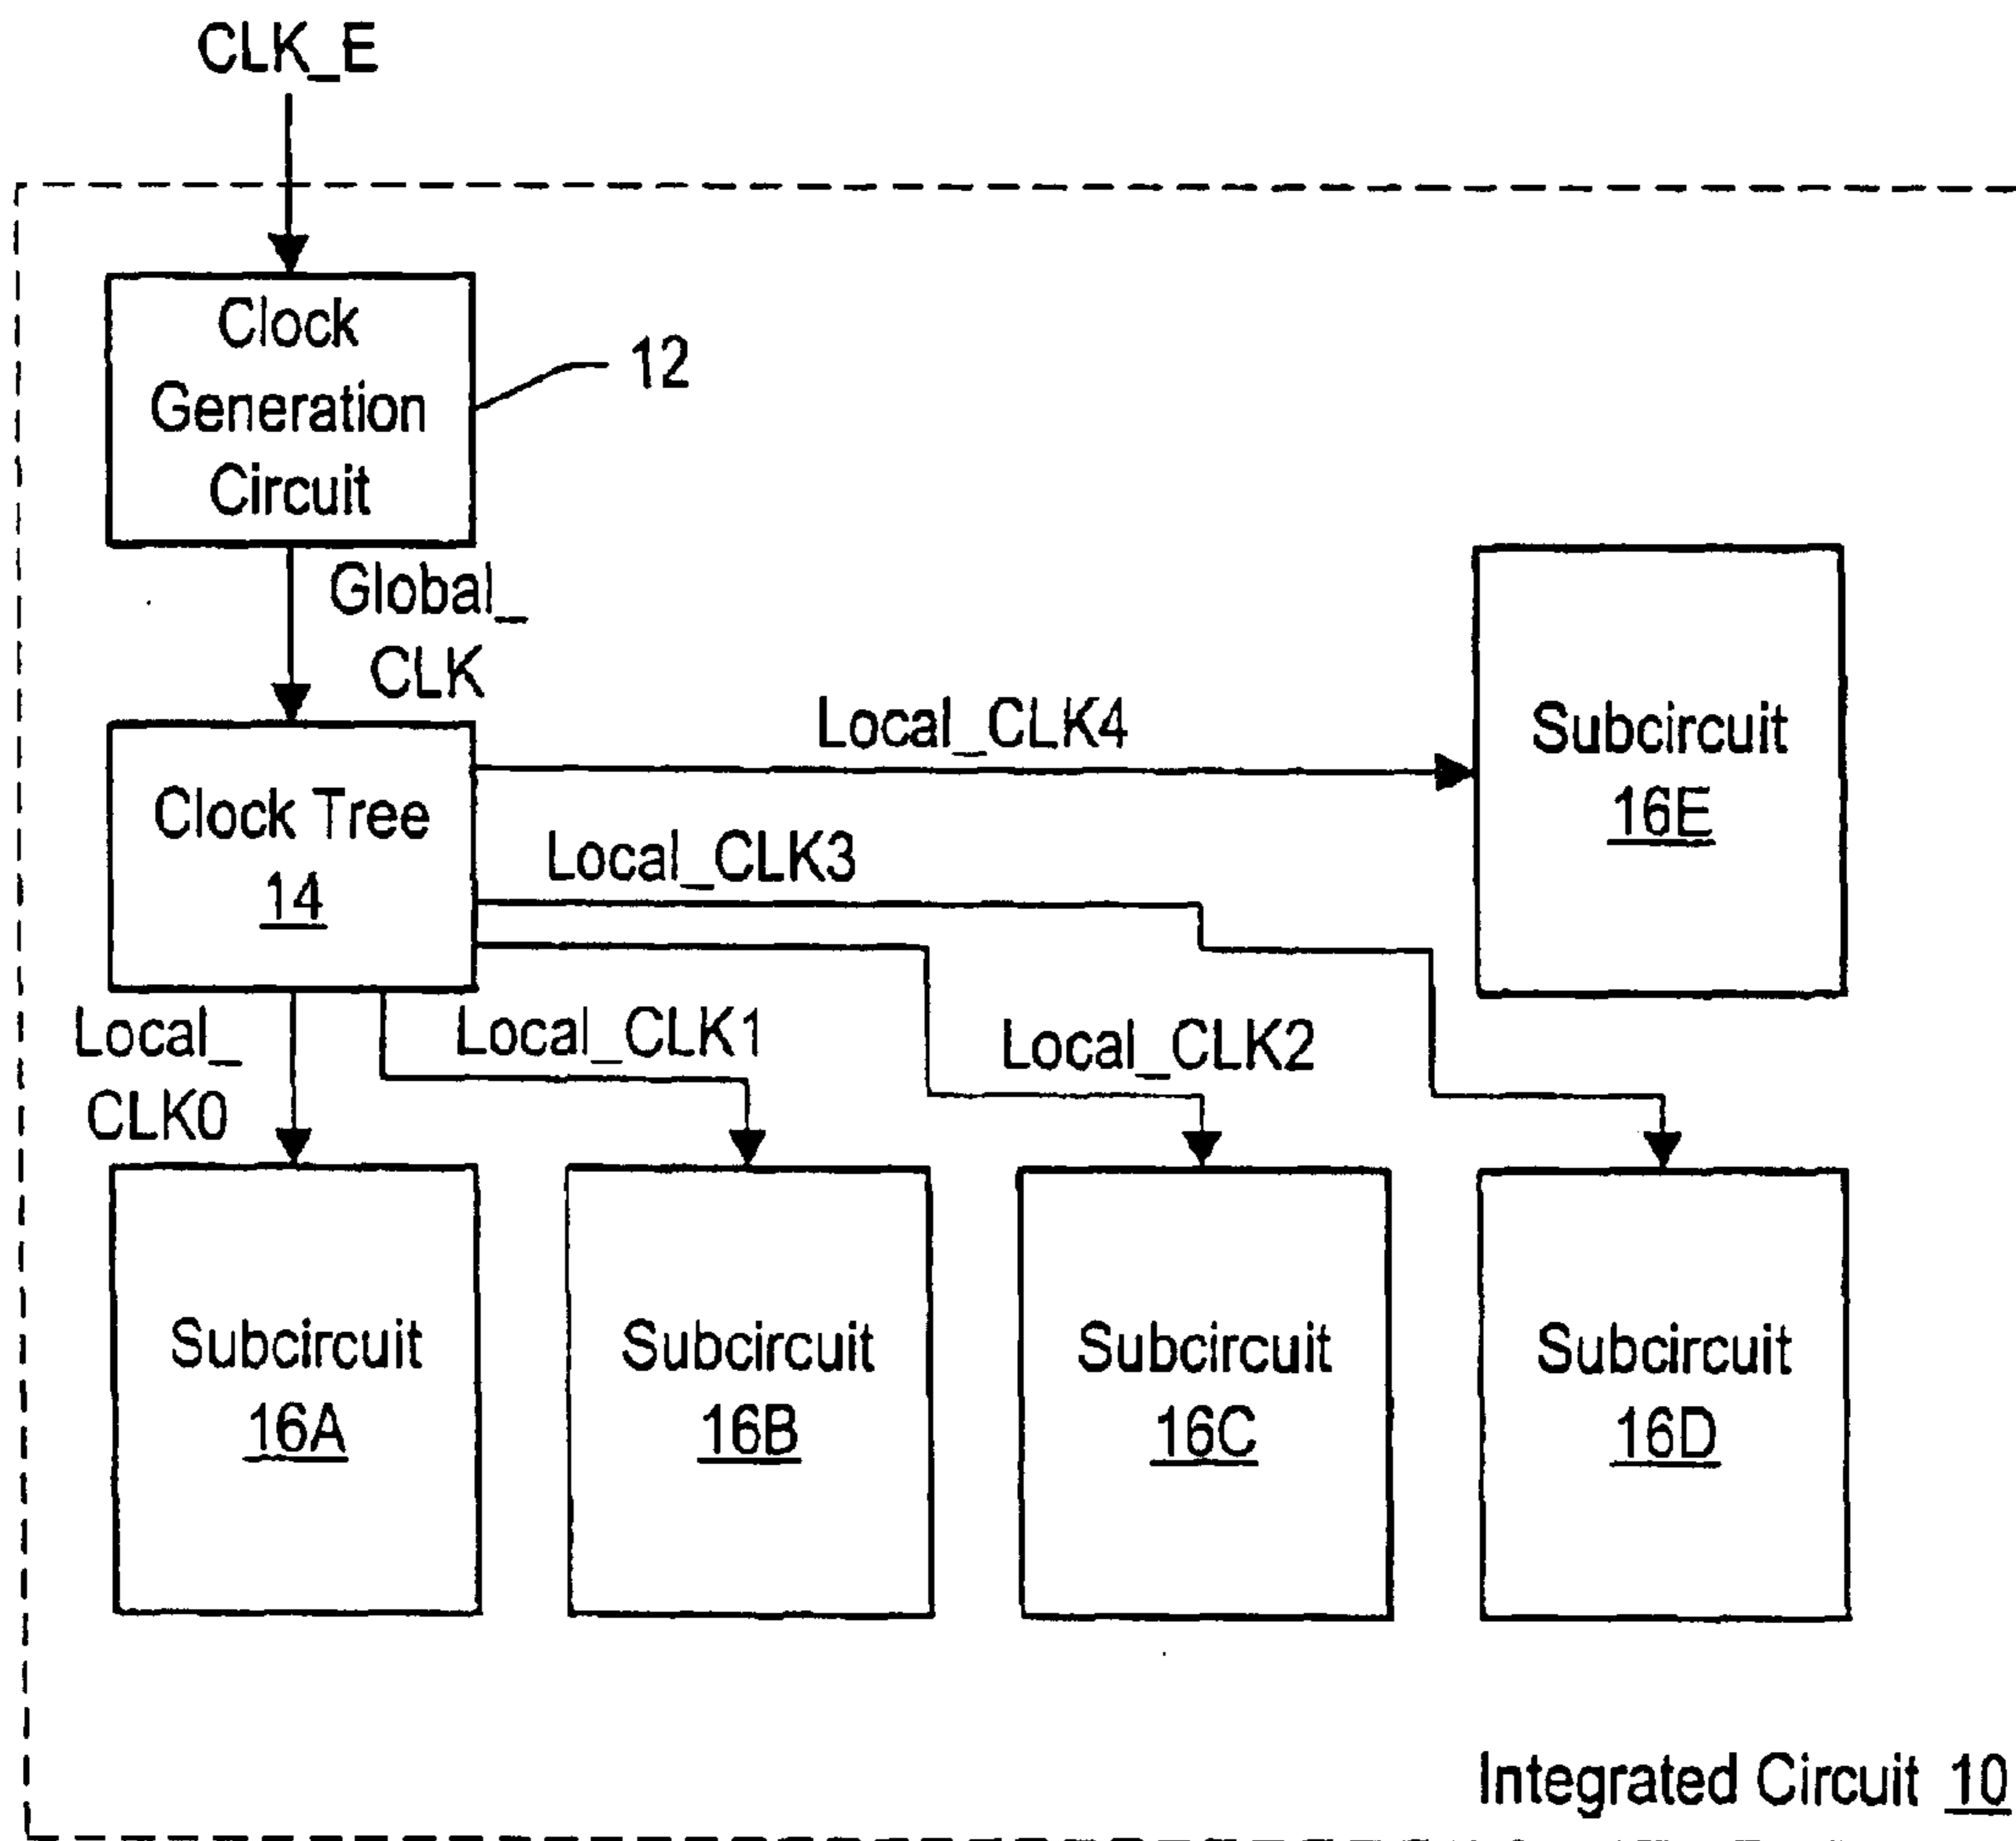 CLK_E
Clock
Generation
Circuit
12
Global_
CLK
Local_CLK4
Subcircuit
16E
Clock Tree
14
Local_CLK3
Local_
CLK0
Local_CLK1
Local_CLK2
Subcircuit
16A
Subcircuit
16B
Subcircuit
16C
Subcircuit
16D
Integrated Circuit 10